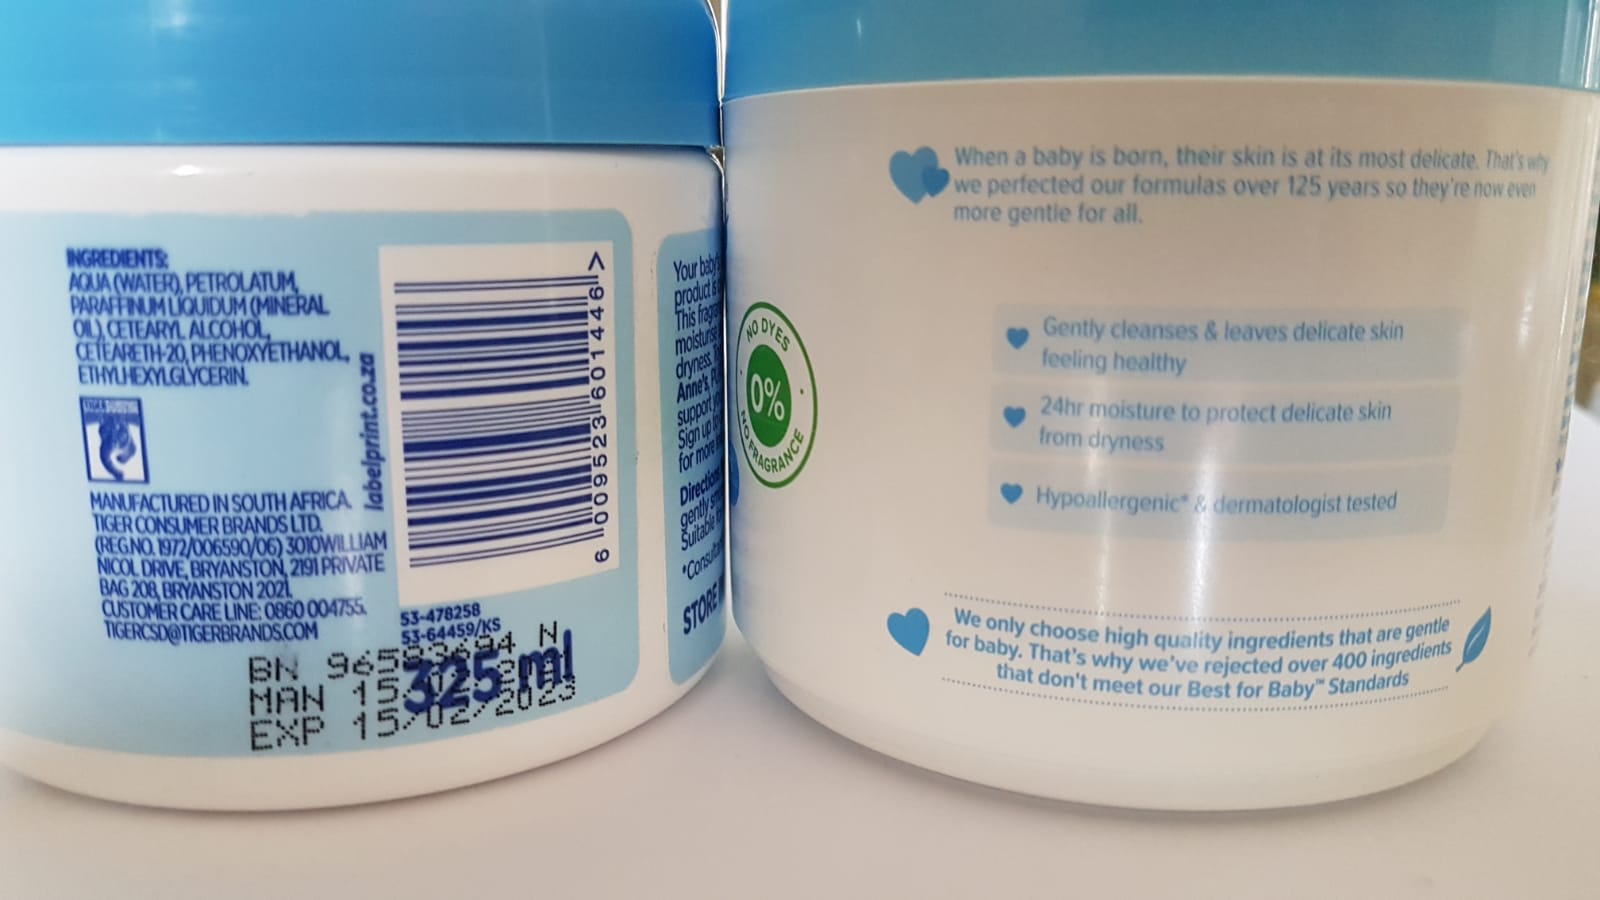 INGREDIENTS:
AQUA (WATER), PETROLATUM,
PARAFFINUM LIQUIDUM (MINERAL
OIL), CETEARYL ALCOHOL,
CETEARETH-20, PHENOXYETHANOL,
ETHYLHEXYLGLYCERIN.
MANUFACTURED IN SOUTH AFRICA.
TIGER CONSUMER BRANDS LTD.
(REG.NO. 1972/006590/06) 3010 WILLIAM
NICOL DRIVE, BRYANSTON, 2191 PRIVATE
BAG 208, BRYANSTON 2021.
CUSTOMER CARE LINE: 0860 004755.
TIGERCSD@TIGERBRANDS.COM
labelprint.co.za
6 009523 601446 >
53-478258
53-64459/KS
325 ml
BN
MAN 15
EXP 15/02/2023
Your baby's
product is
This
dryness.
Anne's,
support
Sign up
for more
gently
Suitable
STORE
NO DYES
0%
NO FRAGRANCE
When a baby is born, their skin is at its most delicate. That's why
we perfected our formulas over 125 years so they're now even
more gentle for all.
Gently cleanses & leaves delicate skin
feeling healthy
24hr moisture to protect delicate skin
from dryness
Hypoallergenic* & dermatologist tested
We only choose high quality ingredients that are gentle
for baby. That's why we've rejected over 400 ingredients
that don't meet our Best for Baby™ Standards